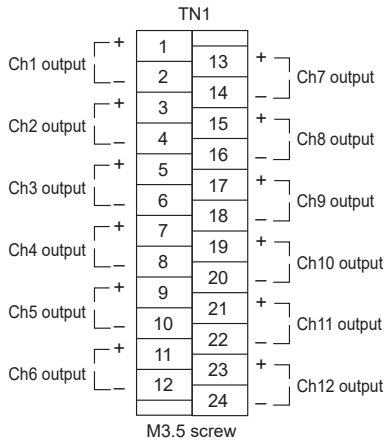 TN1
Ch1 output + 1
− 2
Ch2 output + 3
− 4
Ch3 output + 5
− 6
Ch4 output + 7
− 8
Ch5 output + 9
− 10
Ch6 output + 11
− 12
13 + Ch7 output
14 −
15 + Ch8 output
16 −
17 + Ch9 output
18 −
19 + Ch10 output
20 −
21 + Ch11 output
22 −
23 + Ch12 output
24 −
M3.5 screw